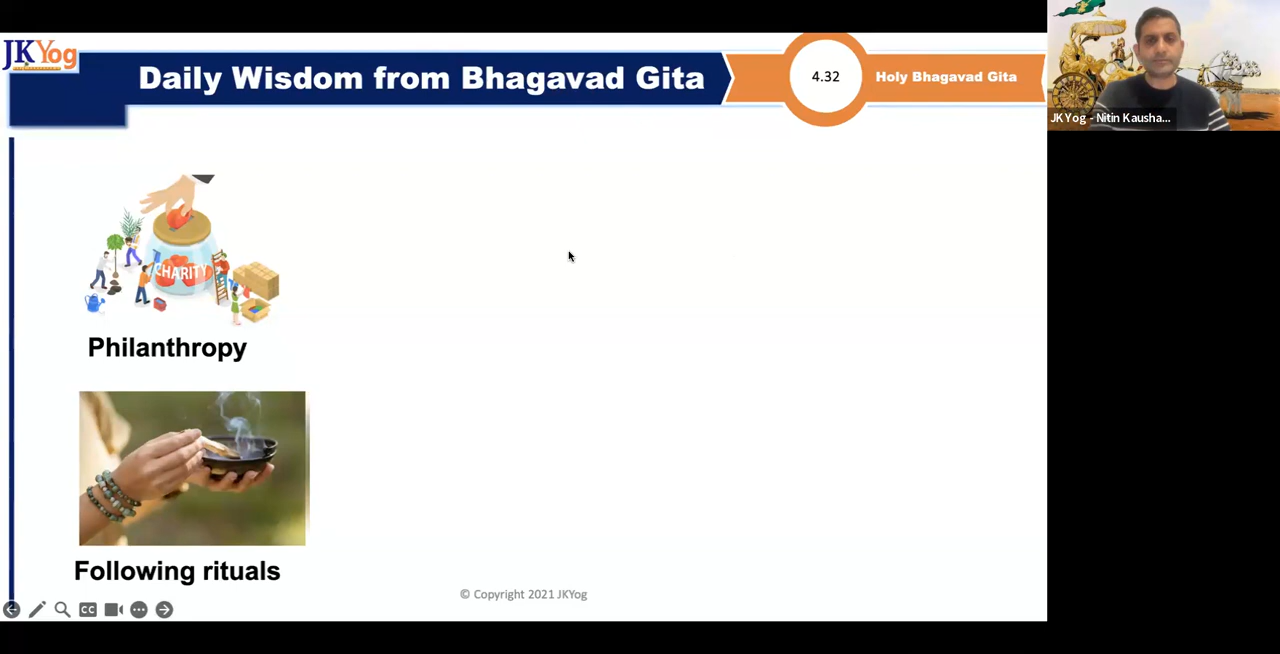 JKYog
Daily Wisdom from Bhagavad Gita
4.32
Holy Bhagavad Gita
JKYog - Nitin Kausha...
CHARITY
Philanthropy
Following rituals
© Copyright 2021 JKYog
CC